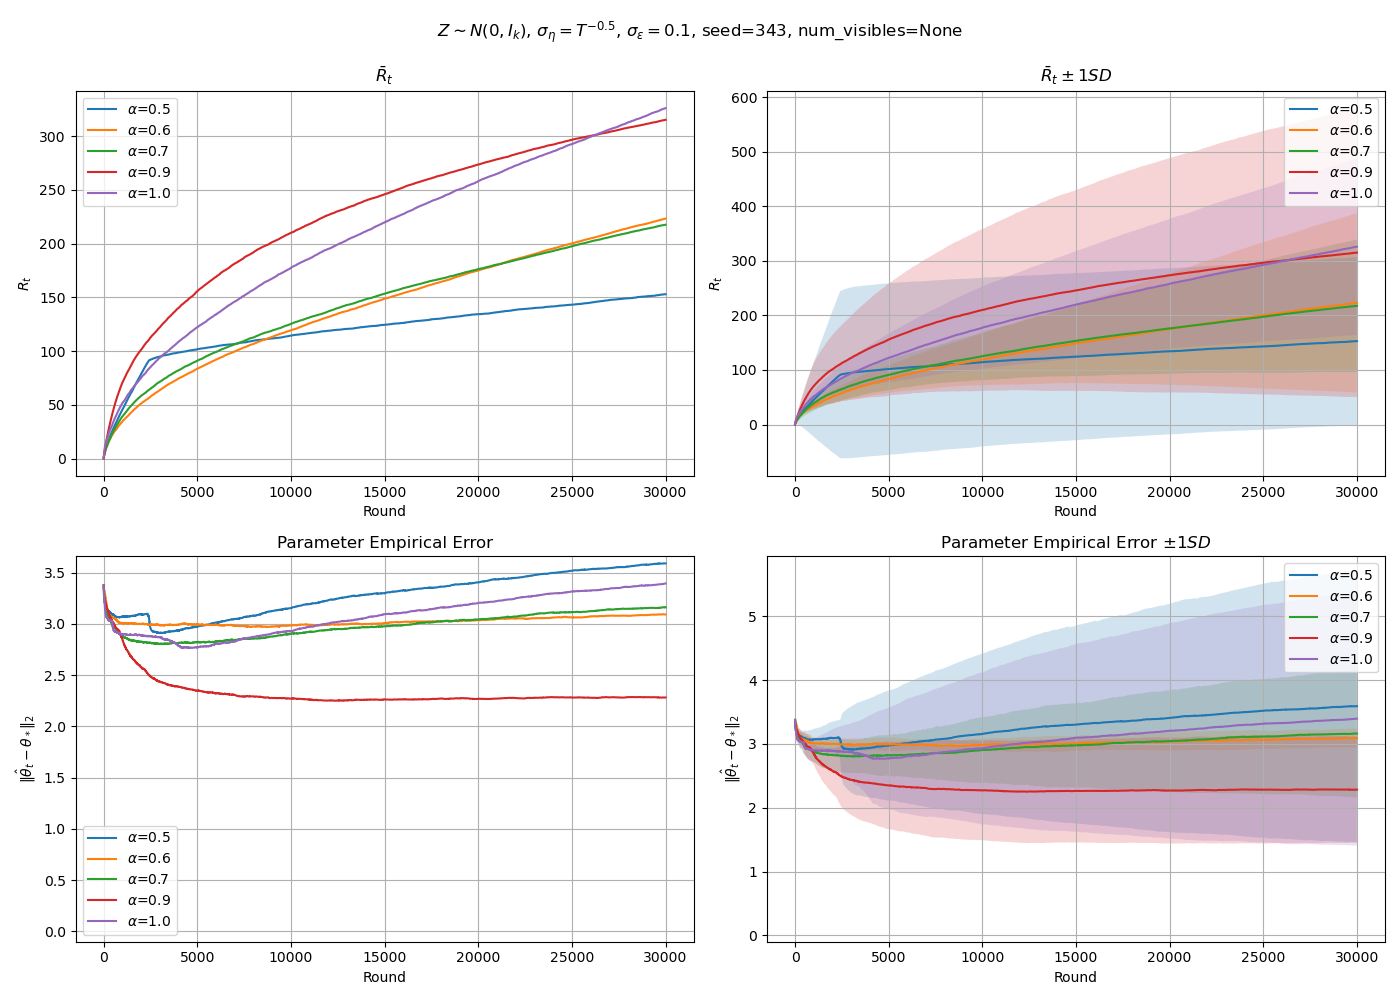 Z ~ N(0, I_k), σ_η = T^{-0.5}, σ_ε = 0.1, seed=343, num_visibles=None
R̄_t
R_t
300
250
200
150
100
50
0
α=0.5
α=0.6
α=0.7
α=0.9
α=1.0
0 5000 10000 15000 20000 25000 30000
Round
R̄_t ± 1SD
R_t
600
500
400
300
200
100
0
α=0.5
α=0.6
α=0.7
α=0.9
α=1.0
0 5000 10000 15000 20000 25000 30000
Round
Parameter Empirical Error
‖θ̂_t − θ_*‖_2
3.5
3.0
2.5
2.0
1.5
1.0
0.5
0.0
α=0.5
α=0.6
α=0.7
α=0.9
α=1.0
0 5000 10000 15000 20000 25000 30000
Round
Parameter Empirical Error ±1SD
‖θ̂_t − θ_*‖_2
5
4
3
2
1
0
α=0.5
α=0.6
α=0.7
α=0.9
α=1.0
0 5000 10000 15000 20000 25000 30000
Round